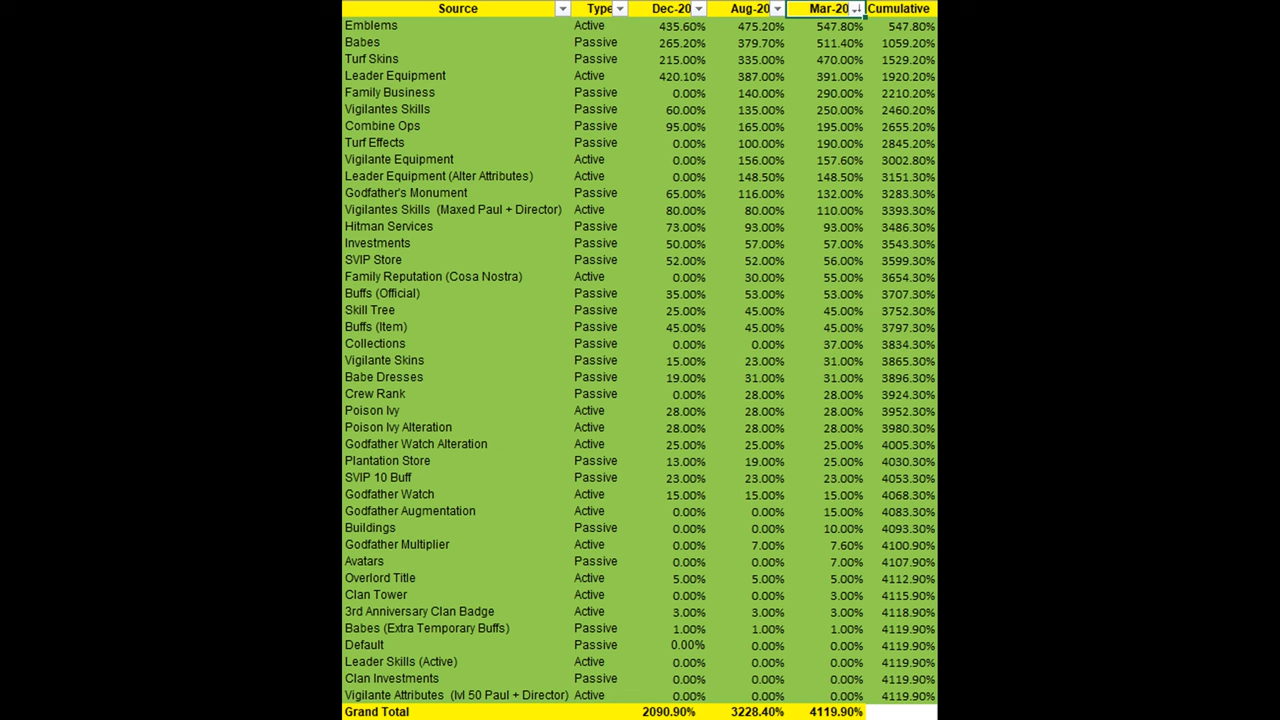 Source Type Dec-20 Aug-20 Mar-20 Cumulative
Emblems Active 435.60% 475.20% 547.80% 547.80%
Babes Passive 265.20% 379.70% 511.40% 1059.20%
Turf Skins Passive 215.00% 335.00% 470.00% 1529.20%
Leader Equipment Active 420.10% 387.00% 391.00% 1920.20%
Family Business Passive 0.00% 140.00% 290.00% 2210.20%
Vigilantes Skills Passive 60.00% 135.00% 250.00% 2460.20%
Combine Ops Passive 95.00% 165.00% 195.00% 2655.20%
Turf Effects Passive 0.00% 100.00% 190.00% 2845.20%
Vigilante Equipment Active 0.00% 156.00% 157.60% 3002.80%
Leader Equipment (Alter Attributes) Active 0.00% 148.50% 148.50% 3151.30%
Godfather's Monument Passive 65.00% 116.00% 132.00% 3283.30%
Vigilantes Skills (Maxed Paul + Director) Active 80.00% 80.00% 110.00% 3393.30%
Hitman Services Passive 73.00% 93.00% 93.00% 3486.30%
Investments Passive 50.00% 57.00% 57.00% 3543.30%
SVIP Store Passive 52.00% 52.00% 56.00% 3599.30%
Family Reputation (Cosa Nostra) Active 0.00% 30.00% 55.00% 3654.30%
Buffs (Official) Passive 35.00% 53.00% 53.00% 3707.30%
Skill Tree Passive 25.00% 45.00% 45.00% 3752.30%
Buffs (Item) Passive 45.00% 45.00% 45.00% 3797.30%
Collections Passive 0.00% 0.00% 37.00% 3834.30%
Vigilante Skins Passive 15.00% 23.00% 31.00% 3865.30%
Babe Dresses Passive 19.00% 31.00% 31.00% 3896.30%
Crew Rank Passive 0.00% 28.00% 28.00% 3924.30%
Poison Ivy Active 28.00% 28.00% 28.00% 3952.30%
Poison Ivy Alteration Active 28.00% 28.00% 28.00% 3980.30%
Godfather Watch Alteration Active 25.00% 25.00% 25.00% 4005.30%
Plantation Store Passive 13.00% 19.00% 25.00% 4030.30%
SVIP 10 Buff Passive 23.00% 23.00% 23.00% 4053.30%
Godfather Watch Active 15.00% 15.00% 15.00% 4068.30%
Godfather Augmentation Active 0.00% 0.00% 15.00% 4083.30%
Buildings Passive 0.00% 0.00% 10.00% 4093.30%
Godfather Multiplier Active 0.00% 7.00% 7.60% 4100.90%
Avatars Passive 0.00% 0.00% 7.00% 4107.90%
Overlord Title Active 5.00% 5.00% 5.00% 4112.90%
Clan Tower Active 0.00% 0.00% 3.00% 4115.90%
3rd Anniversary Clan Badge Active 3.00% 3.00% 3.00% 4118.90%
Babes (Extra Temporary Buffs) Passive 1.00% 1.00% 1.00% 4119.90%
Default Passive 0.00% 0.00% 0.00% 4119.90%
Leader Skills (Active) Active 0.00% 0.00% 0.00% 4119.90%
Clan Investments Passive 0.00% 0.00% 0.00% 4119.90%
Vigilante Attributes (lvl 50 Paul + Director) Active 0.00% 0.00% 0.00% 4119.90%
Grand Total 2090.90% 3228.40% 4119.90%